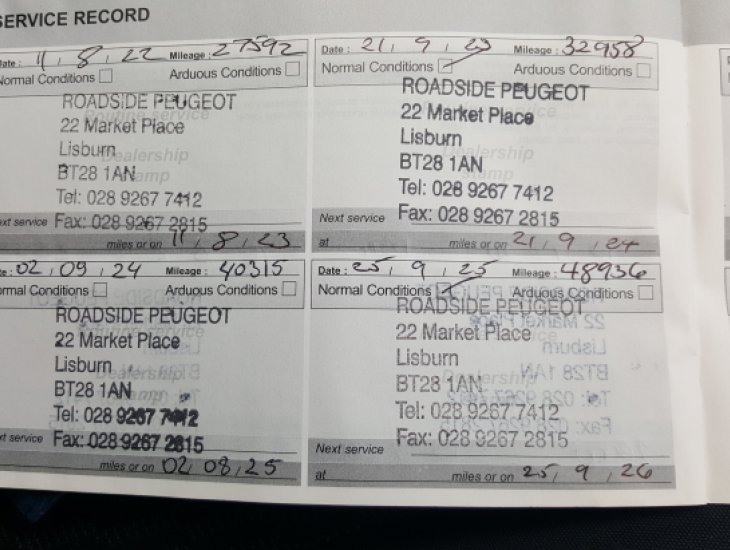 SERVICE RECORD
Date: 11, 8, 22 Mileage: 27592
Normal Conditions Arduous Conditions
ROADSIDE PEUGEOT
22 Market Place
Lisburn
BT28 1AN
Tel: 028 9267 7412
Next service Fax: 028 9267 2815
miles or on 11, 8, 23
Date: 21, 9, 23 Mileage: 32958
Normal Conditions Arduous Conditions
ROADSIDE PEUGEOT
22 Market Place
Lisburn
BT28 1AN
Tel: 028 9267 7412
Next service Fax: 028 9267 2815
at miles or on 21, 9, 24
te: 02, 09, 24 Mileage: 40315
rmal Conditions Arduous Conditions
ROADSIDE PEUGEOT
22 Market Place
Lisburn
BT28 1AN
Tel: 028 9267 7412
xt service Fax: 028 9267 2815
miles or on 02, 08, 25
Date: 25, 9, 25 Mileage: 48936
Normal Conditions Arduous Conditions
ROADSIDE PEUGEOT
22 Market Place
Lisburn
BT28 1AN
Tel: 028 9267 7412
Fax: 028 9267 2815
Next service
at miles or on 25, 9, 26